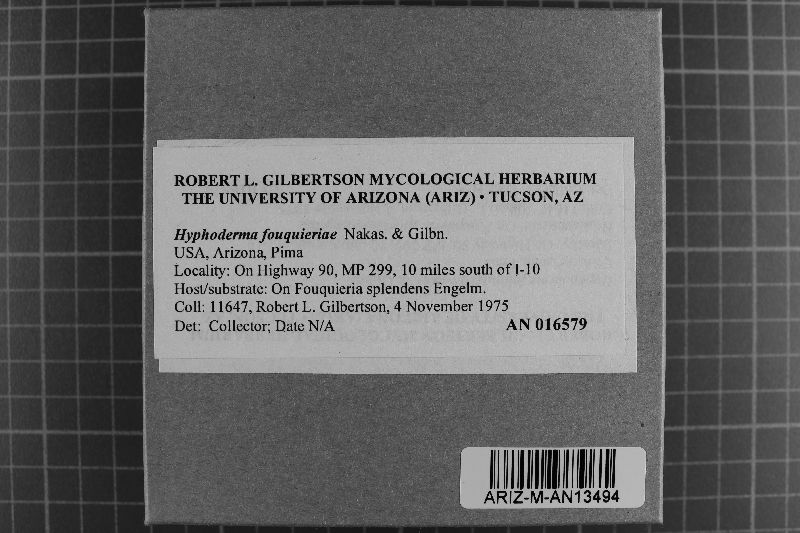 ROBERT L. GILBERTSON MYCOLOGICAL HERBARIUM
THE UNIVERSITY OF ARIZONA (ARIZ) • TUCSON, AZ
Hyphoderma fouquieriae Nakas. & Gilbn.
USA, Arizona, Pima
Locality: On Highway 90, MP 299, 10 miles south of I-10
Host/substrate: On Fouquieria splendens Engelm.
Coll: 11647, Robert L. Gilbertson, 4 November 1975
Det: Collector; Date N/A AN 016579
ARIZ-M-AN13494